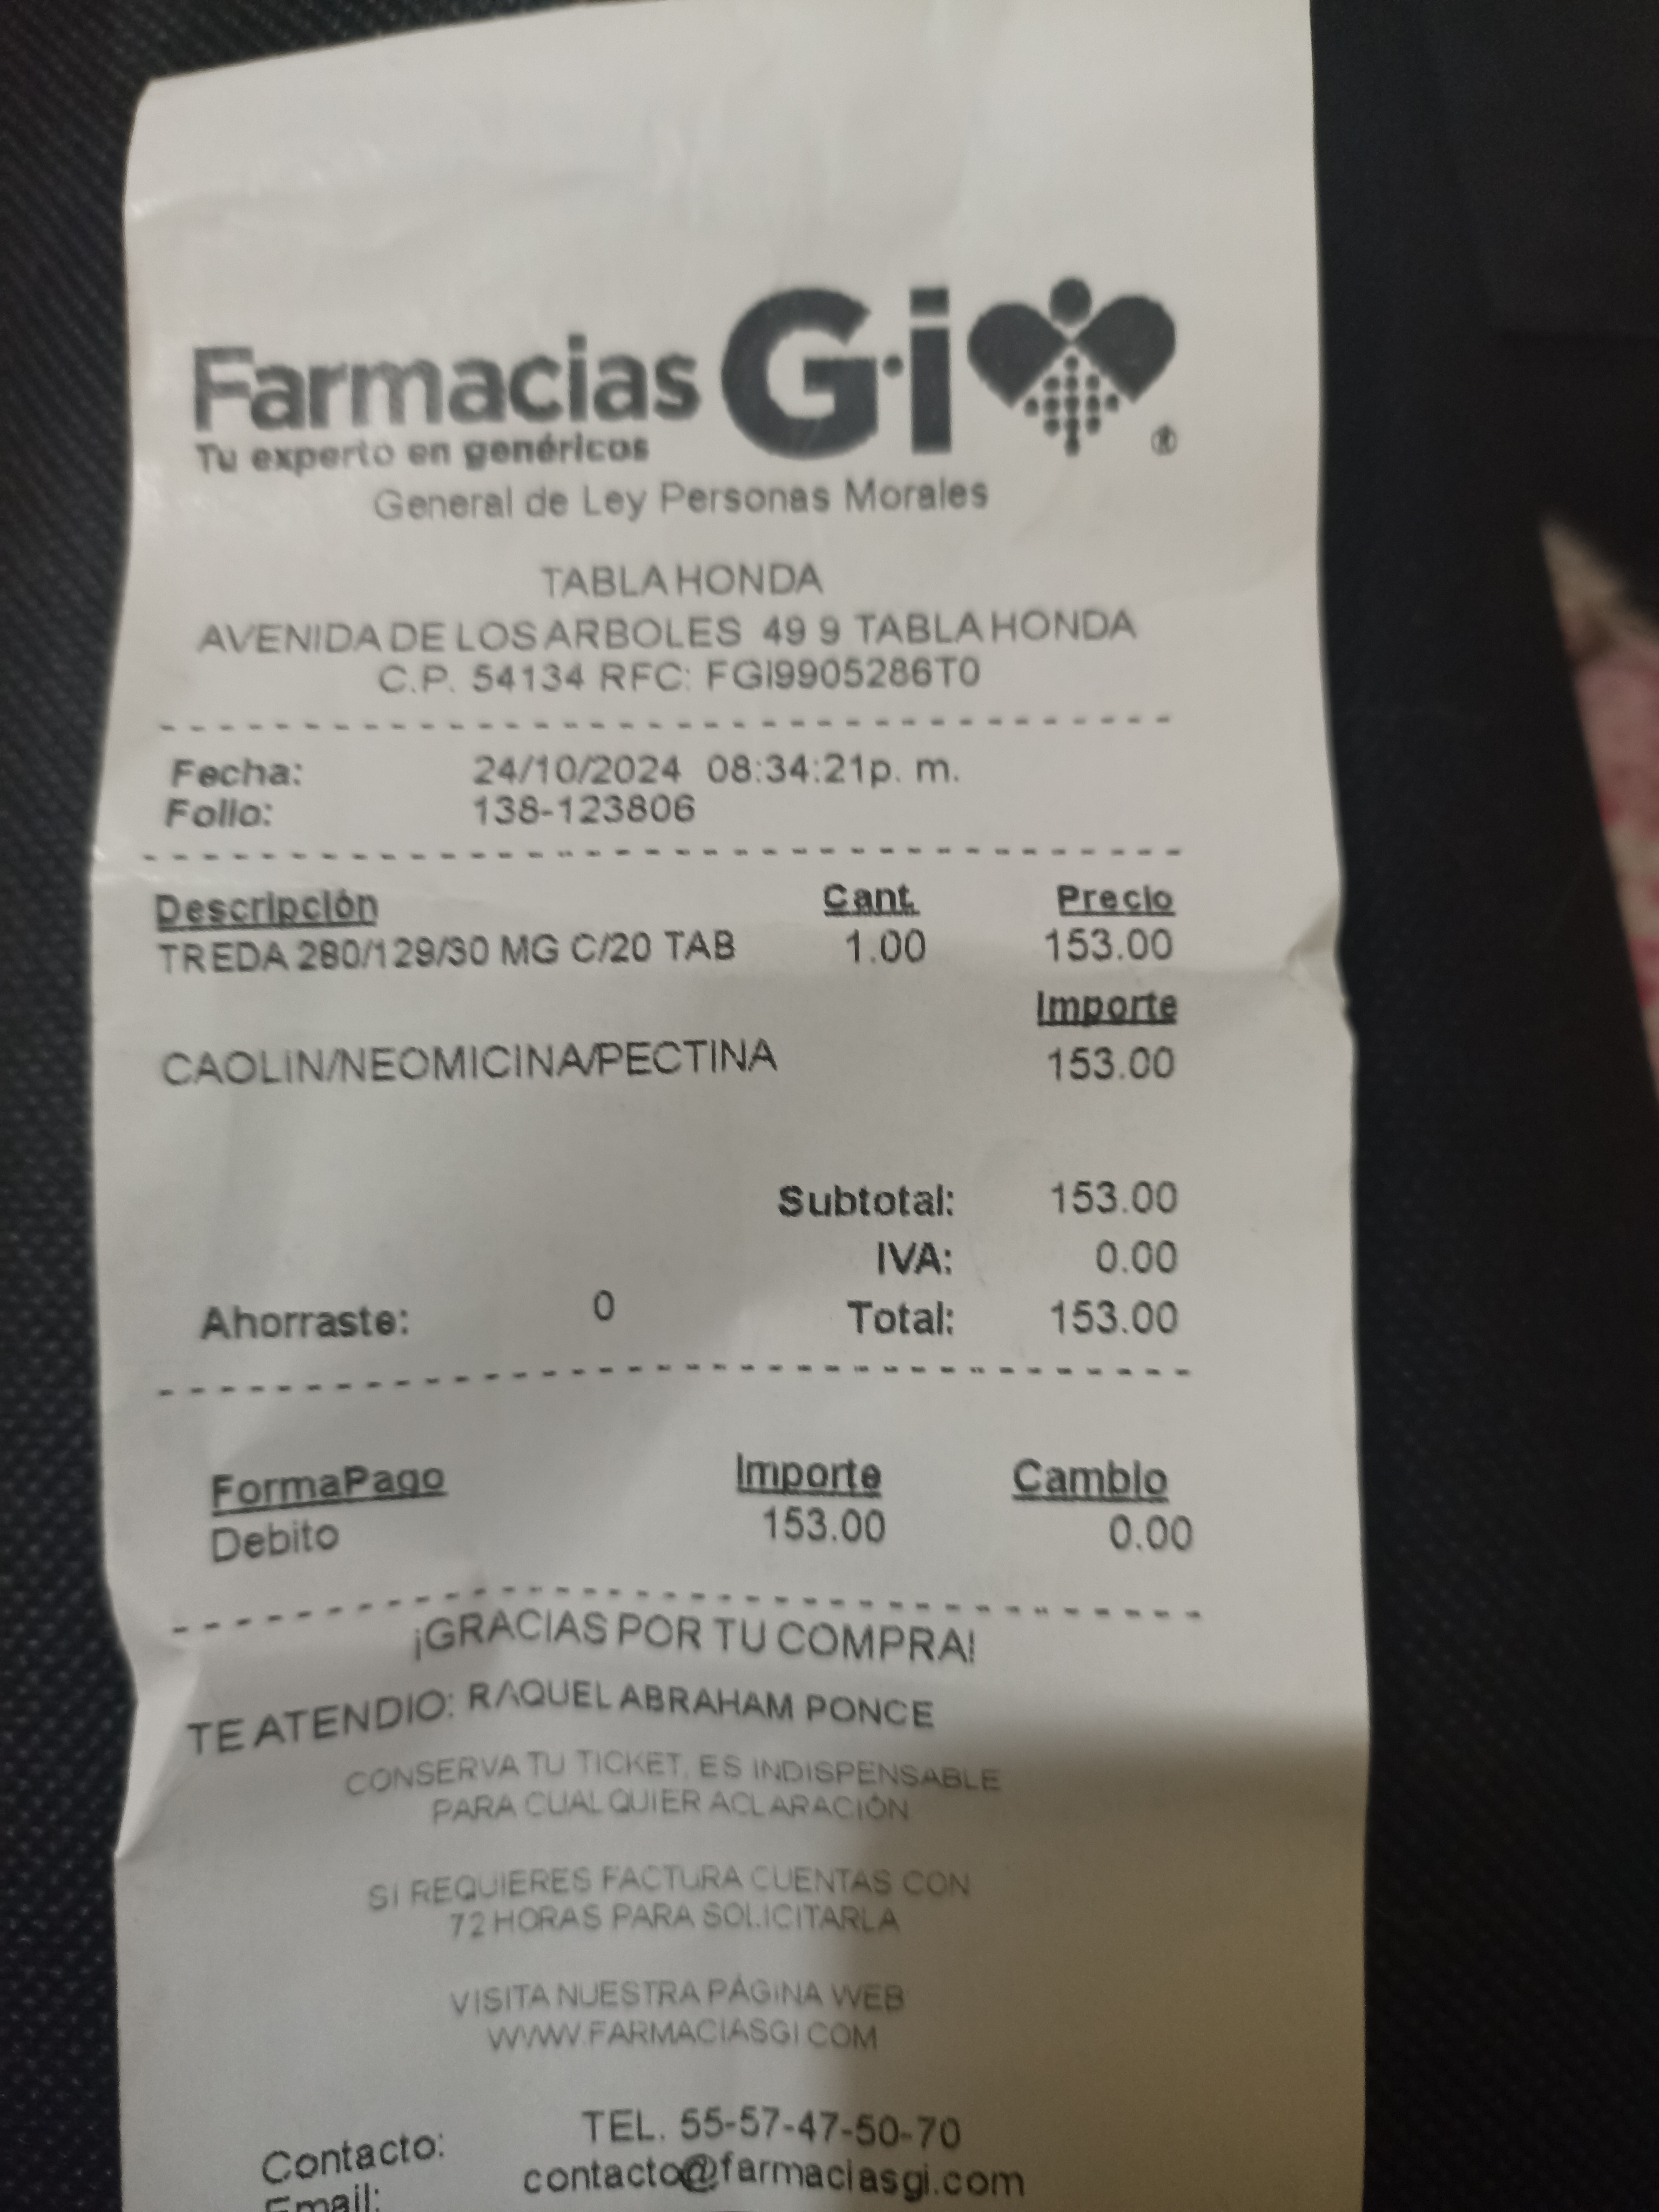 Farmacias G·i ®
Tu experto en genéricos
General de Ley Personas Morales
TABLA HONDA
AVENIDA DE LOS ARBOLES 49 9 TABLA HONDA
C.P. 54134 RFC: FGI9905286T0
Fecha: 24/10/2024 08:34:21p. m.
Folio: 138-123806
Descripción Cant. Precio
TREDA 280/129/30 MG C/20 TAB 1.00 153.00
Importe
CAOLIN/NEOMICINA/PECTINA 153.00
Subtotal: 153.00
IVA: 0.00
Ahorraste: 0 Total: 153.00
FormaPago Importe Cambio
Debito 153.00 0.00
¡GRACIAS POR TU COMPRA!
TE ATENDIO: RAQUEL ABRAHAM PONCE
CONSERVA TU TICKET, ES INDISPENSABLE
PARA CUALQUIER ACLARACIÓN
SI REQUIERES FACTURA CUENTAS CON
72 HORAS PARA SOLICITARLA
VISITA NUESTRA PÁGINA WEB
WWW.FARMACIASGI.COM
Contacto: TEL. 55-57-47-50-70
Email: contacto@farmaciasgi.com